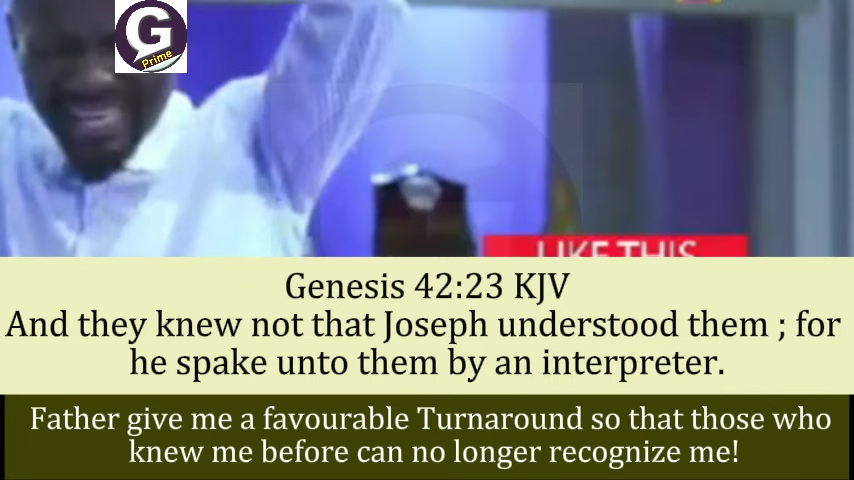 G
Prime
LIKE THIS
Genesis 42:23 KJV
And they knew not that Joseph understood them ; for
he spake unto them by an interpreter.
Father give me a favourable Turnaround so that those who
knew me before can no longer recognize me!